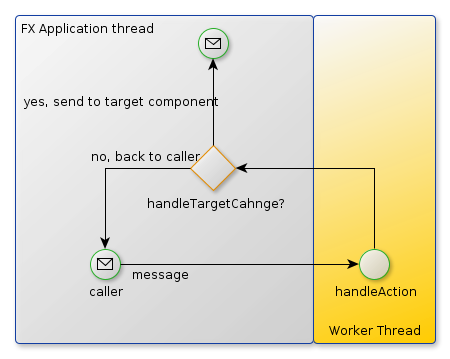 FX Application thread
yes, send to target component
no, back to caller
handleTargetCahnge?
message
caller
handleAction
Worker Thread